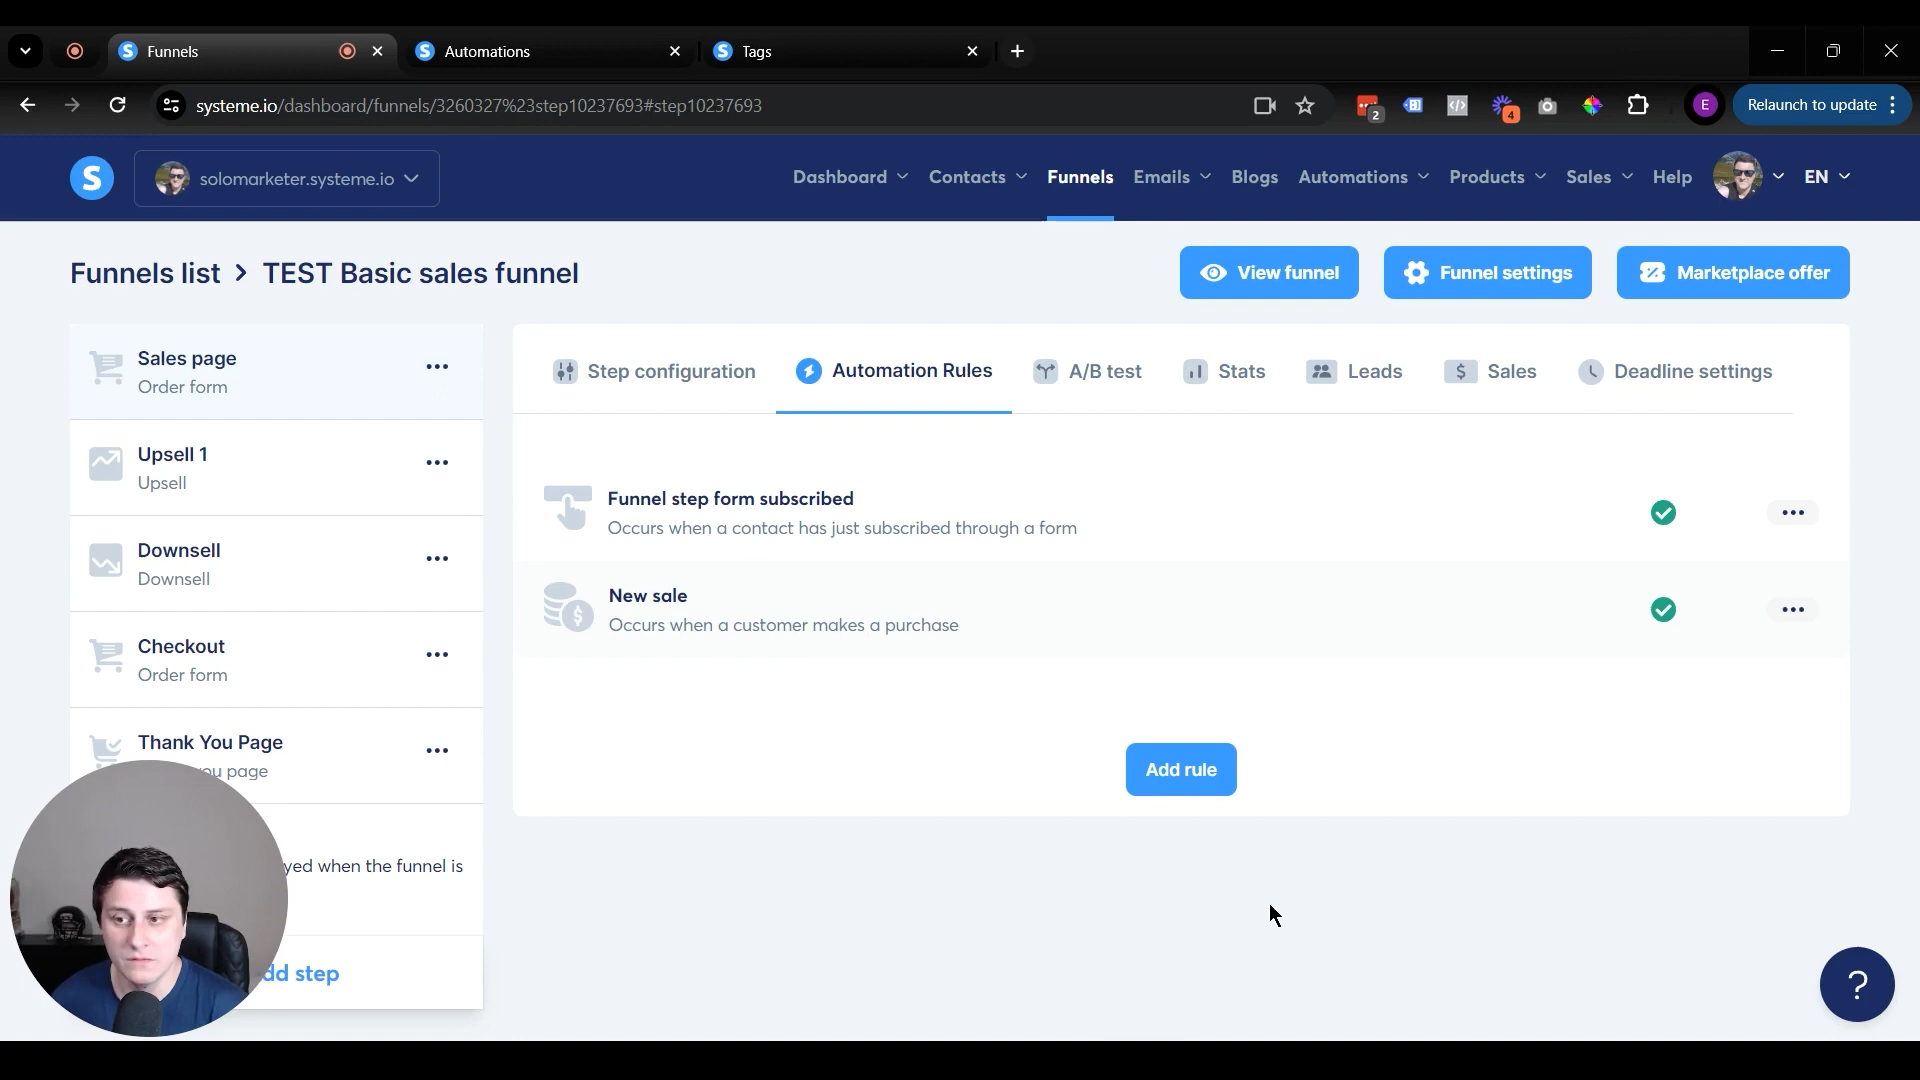 Funnels
Automations
Tags
systeme.io/dashboard/funnels/3260327%23step10237693#step10237693
2
4
E
Relaunch to update
S
solomarketer.systeme.io
Dashboard
Contacts
Funnels
Emails
Blogs
Automations
Products
Sales
Help
EN
Funnels list > TEST Basic sales funnel
View funnel
Funnel settings
Marketplace offer
Sales page
Order form
Upsell 1
Upsell
Downsell
Downsell
Checkout
Order form
Thank You Page
ou page
yed when the funnel is
dd step
Step configuration
Automation Rules
A/B test
Stats
Leads
Sales
Deadline settings
Funnel step form subscribed
Occurs when a contact has just subscribed through a form
New sale
Occurs when a customer makes a purchase
Add rule
?